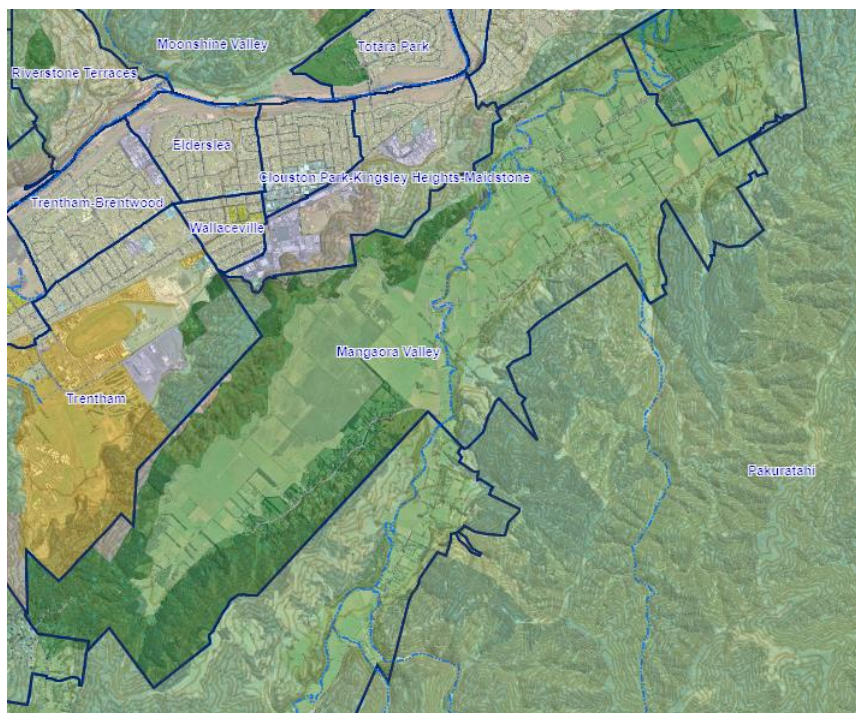 Moonshine Valley
Totara Park
Riverstone Terraces
Elderslea
Clouston Park-Kingsley Heights-Maidstone
Trentham-Brentwood
Wallaceville
Mangaora Valley
Trentham
Pakuratahi